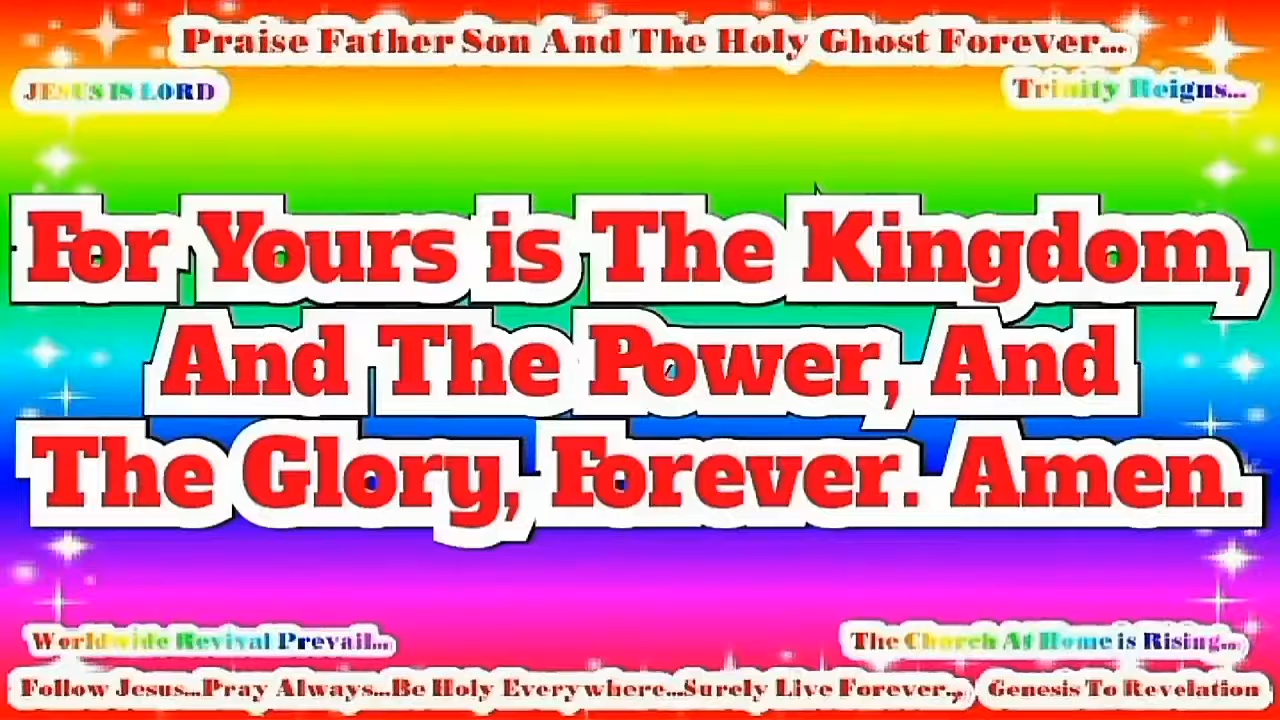 Praise Father Son And The Holy Ghost Forever...
JESUS IS LORD
Trinity Reigns...
For Yours is The Kingdom,
And The Power, And
The Glory, Forever. Amen.
Worldwide Revival Prevail...
The Church At Home is Rising...
Follow Jesus...Pray Always...Be Holy Everywhere...Surely Live Forever..,
Genesis To Revelation